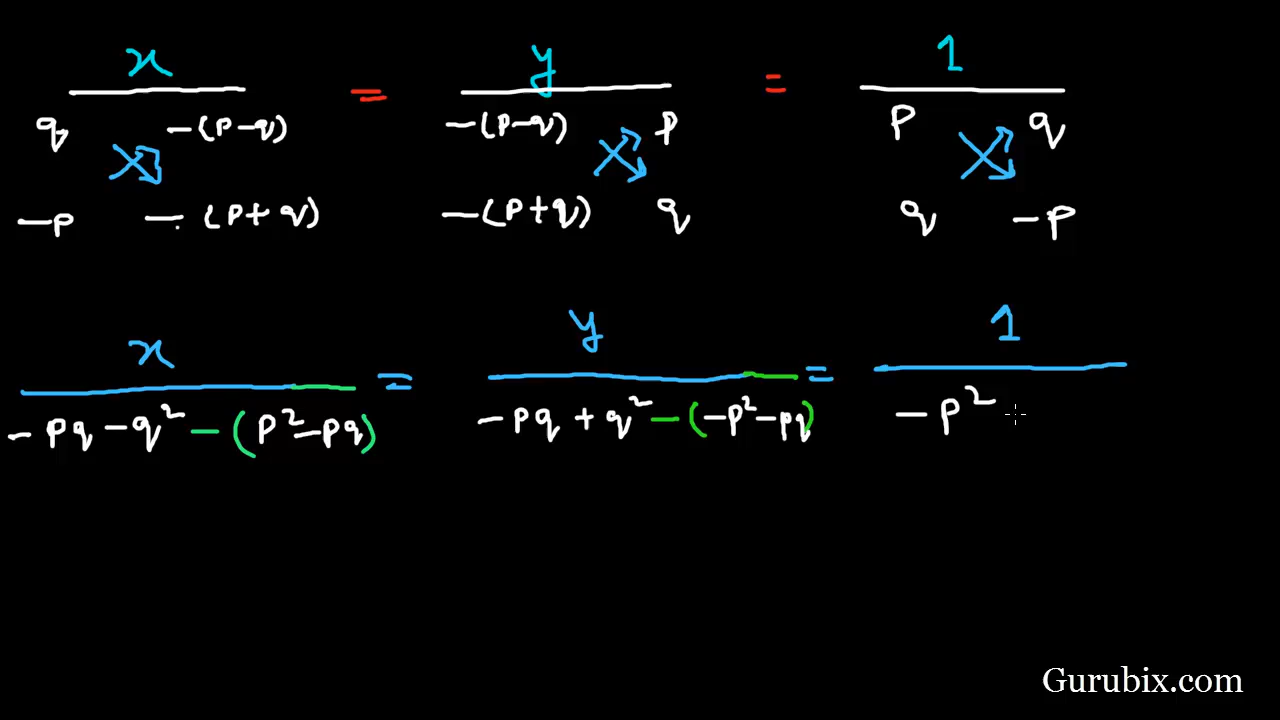 x = y = 1
q -(p-q) -(p-q) p p q
-p -(p+q) -(p+q) q q -p
x = y = 1
-pq-q²-(p²-pq) -pq+q²-(-p²-pq) -p²
Gurubix.com